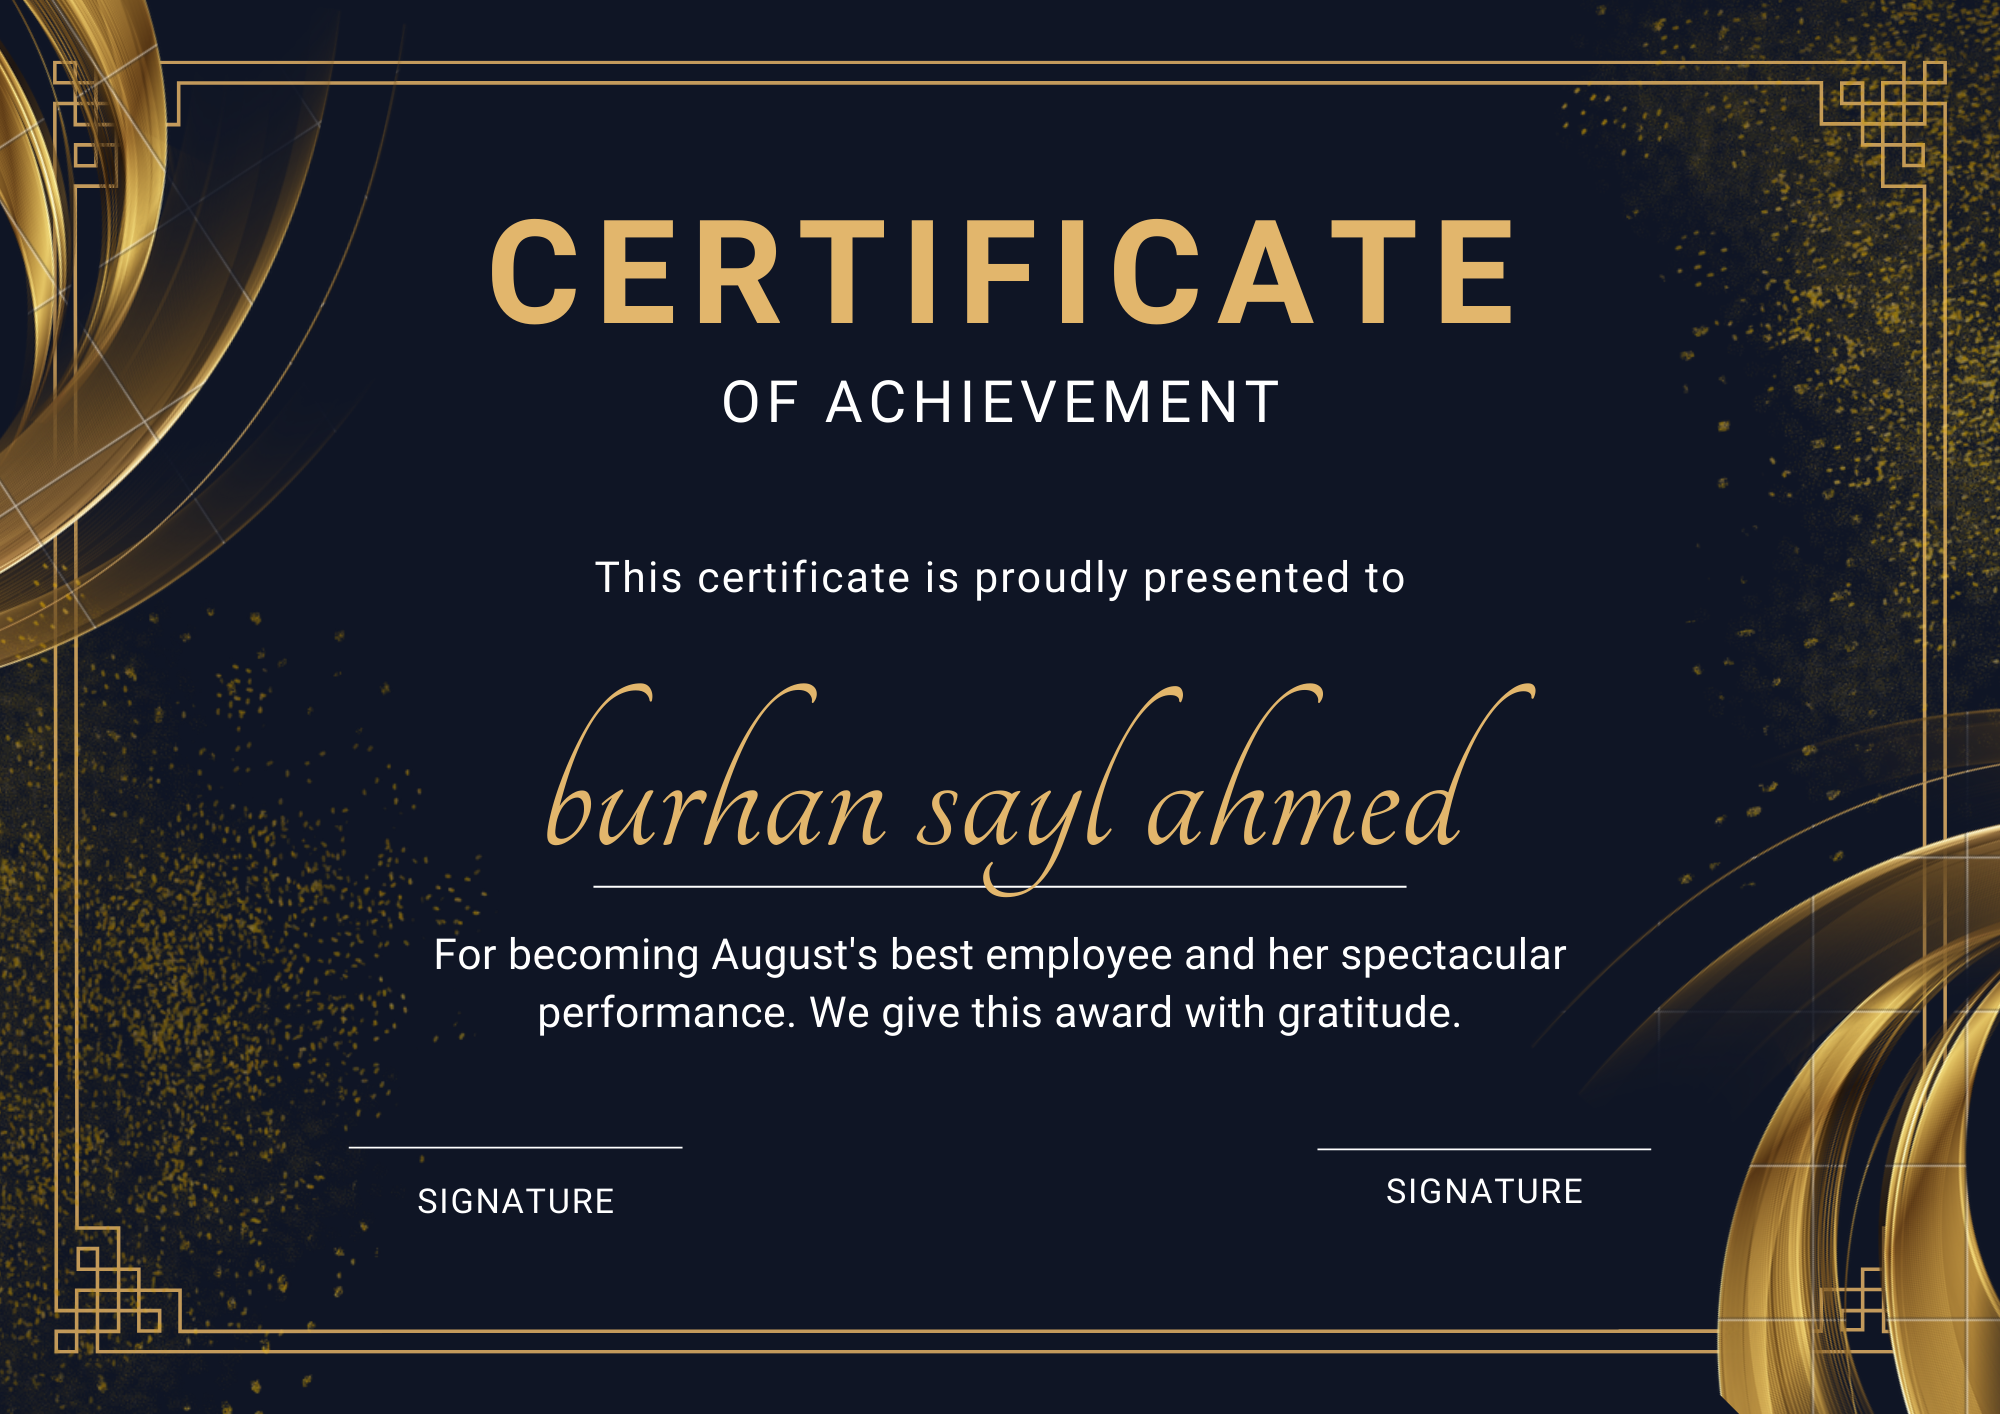 CERTIFICATE
OF ACHIEVEMENT
This certificate is proudly presented to
burhan sayl ahmed
For becoming August's best employee and her spectacular
performance. We give this award with gratitude.
SIGNATURE
SIGNATURE